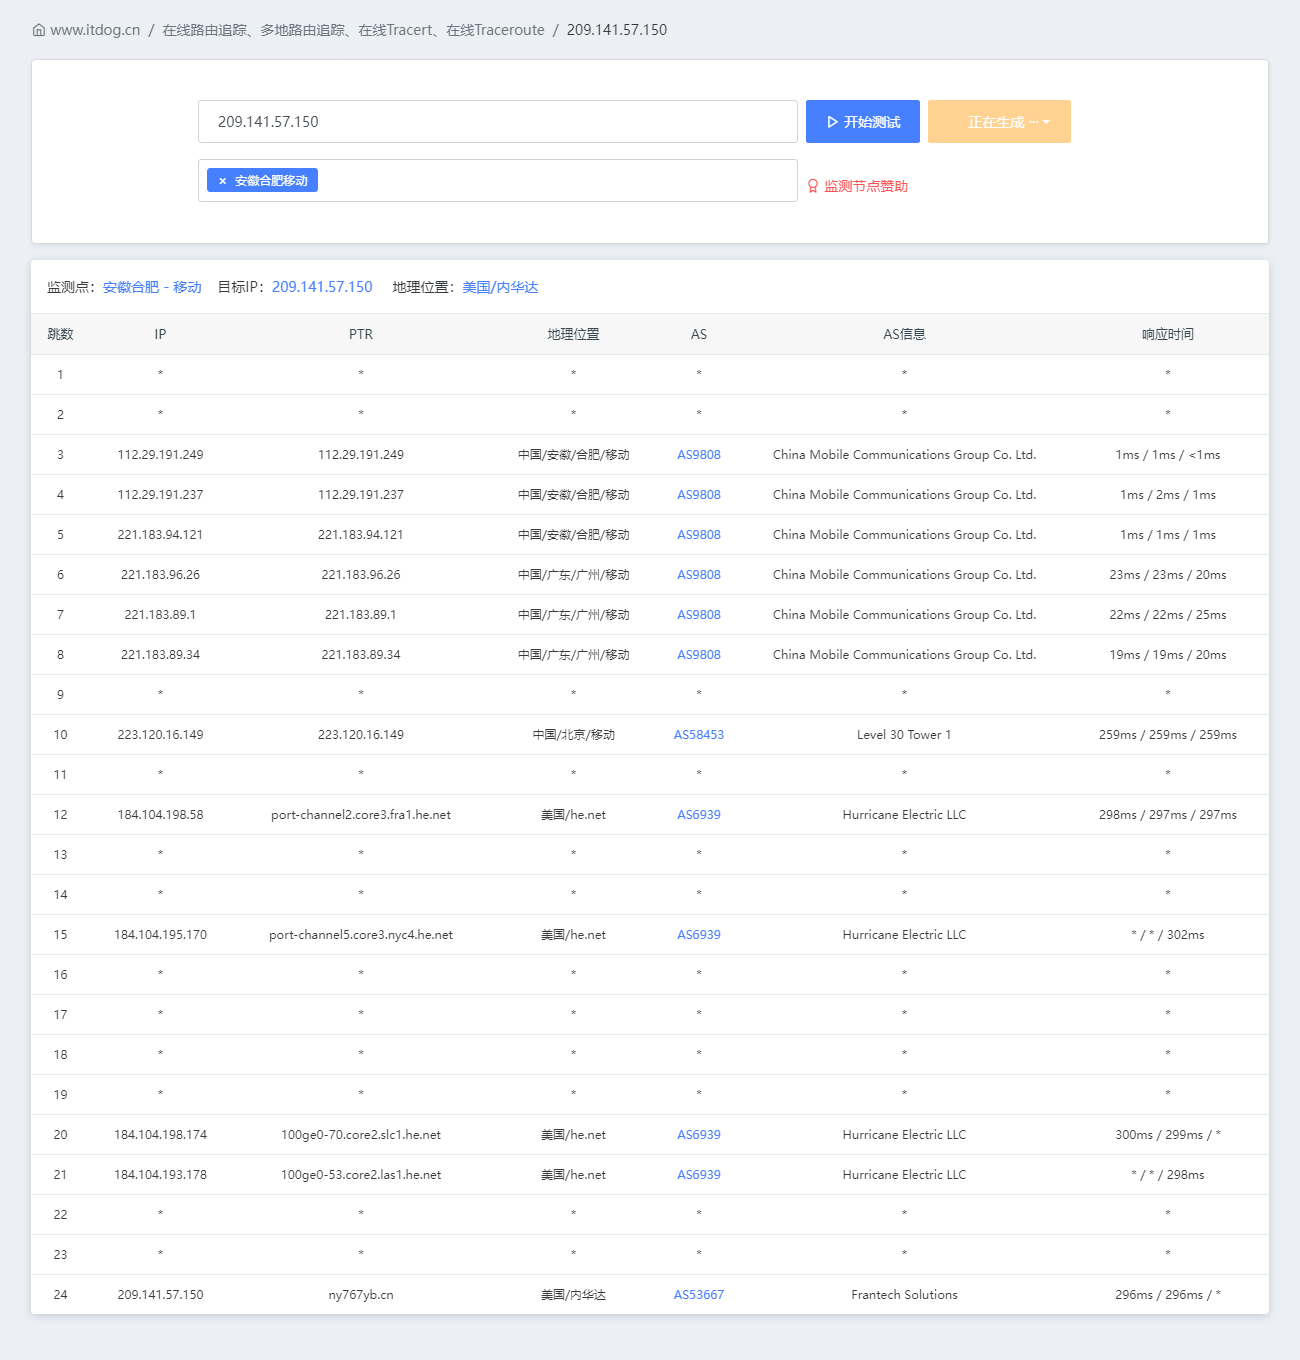 www.itdog.cn / 在线路由追踪、多地路由追踪、在线Tracert、在线Traceroute / 209.141.57.150
209.141.57.150 开始测试 正在生成 ···
× 安徽合肥移动 监测节点赞助
监测点：安徽合肥 - 移动 目标IP：209.141.57.150 地理位置：美国/内华达
跳数 IP PTR 地理位置 AS AS信息 响应时间
1 * * * * * *
2 * * * * * *
3 112.29.191.249 112.29.191.249 中国/安徽/合肥/移动 AS9808 China Mobile Communications Group Co. Ltd. 1ms / 1ms / <1ms
4 112.29.191.237 112.29.191.237 中国/安徽/合肥/移动 AS9808 China Mobile Communications Group Co. Ltd. 1ms / 2ms / 1ms
5 221.183.94.121 221.183.94.121 中国/安徽/合肥/移动 AS9808 China Mobile Communications Group Co. Ltd. 1ms / 1ms / 1ms
6 221.183.96.26 221.183.96.26 中国/广东/广州/移动 AS9808 China Mobile Communications Group Co. Ltd. 23ms / 23ms / 20ms
7 221.183.89.1 221.183.89.1 中国/广东/广州/移动 AS9808 China Mobile Communications Group Co. Ltd. 22ms / 22ms / 25ms
8 221.183.89.34 221.183.89.34 中国/广东/广州/移动 AS9808 China Mobile Communications Group Co. Ltd. 19ms / 19ms / 20ms
9 * * * * * *
10 223.120.16.149 223.120.16.149 中国/北京/移动 AS58453 Level 30 Tower 1 259ms / 259ms / 259ms
11 * * * * * *
12 184.104.198.58 port-channel2.core3.fra1.he.net 美国/he.net AS6939 Hurricane Electric LLC 298ms / 297ms / 297ms
13 * * * * * *
14 * * * * * *
15 184.104.195.170 port-channel5.core3.nyc4.he.net 美国/he.net AS6939 Hurricane Electric LLC * / * / 302ms
16 * * * * * *
17 * * * * * *
18 * * * * * *
19 * * * * * *
20 184.104.198.174 100ge0-70.core2.slc1.he.net 美国/he.net AS6939 Hurricane Electric LLC 300ms / 299ms / *
21 184.104.193.178 100ge0-53.core2.las1.he.net 美国/he.net AS6939 Hurricane Electric LLC * / * / 298ms
22 * * * * * *
23 * * * * * *
24 209.141.57.150 ny767yb.cn 美国/内华达 AS53667 Frantech Solutions 296ms / 296ms / *